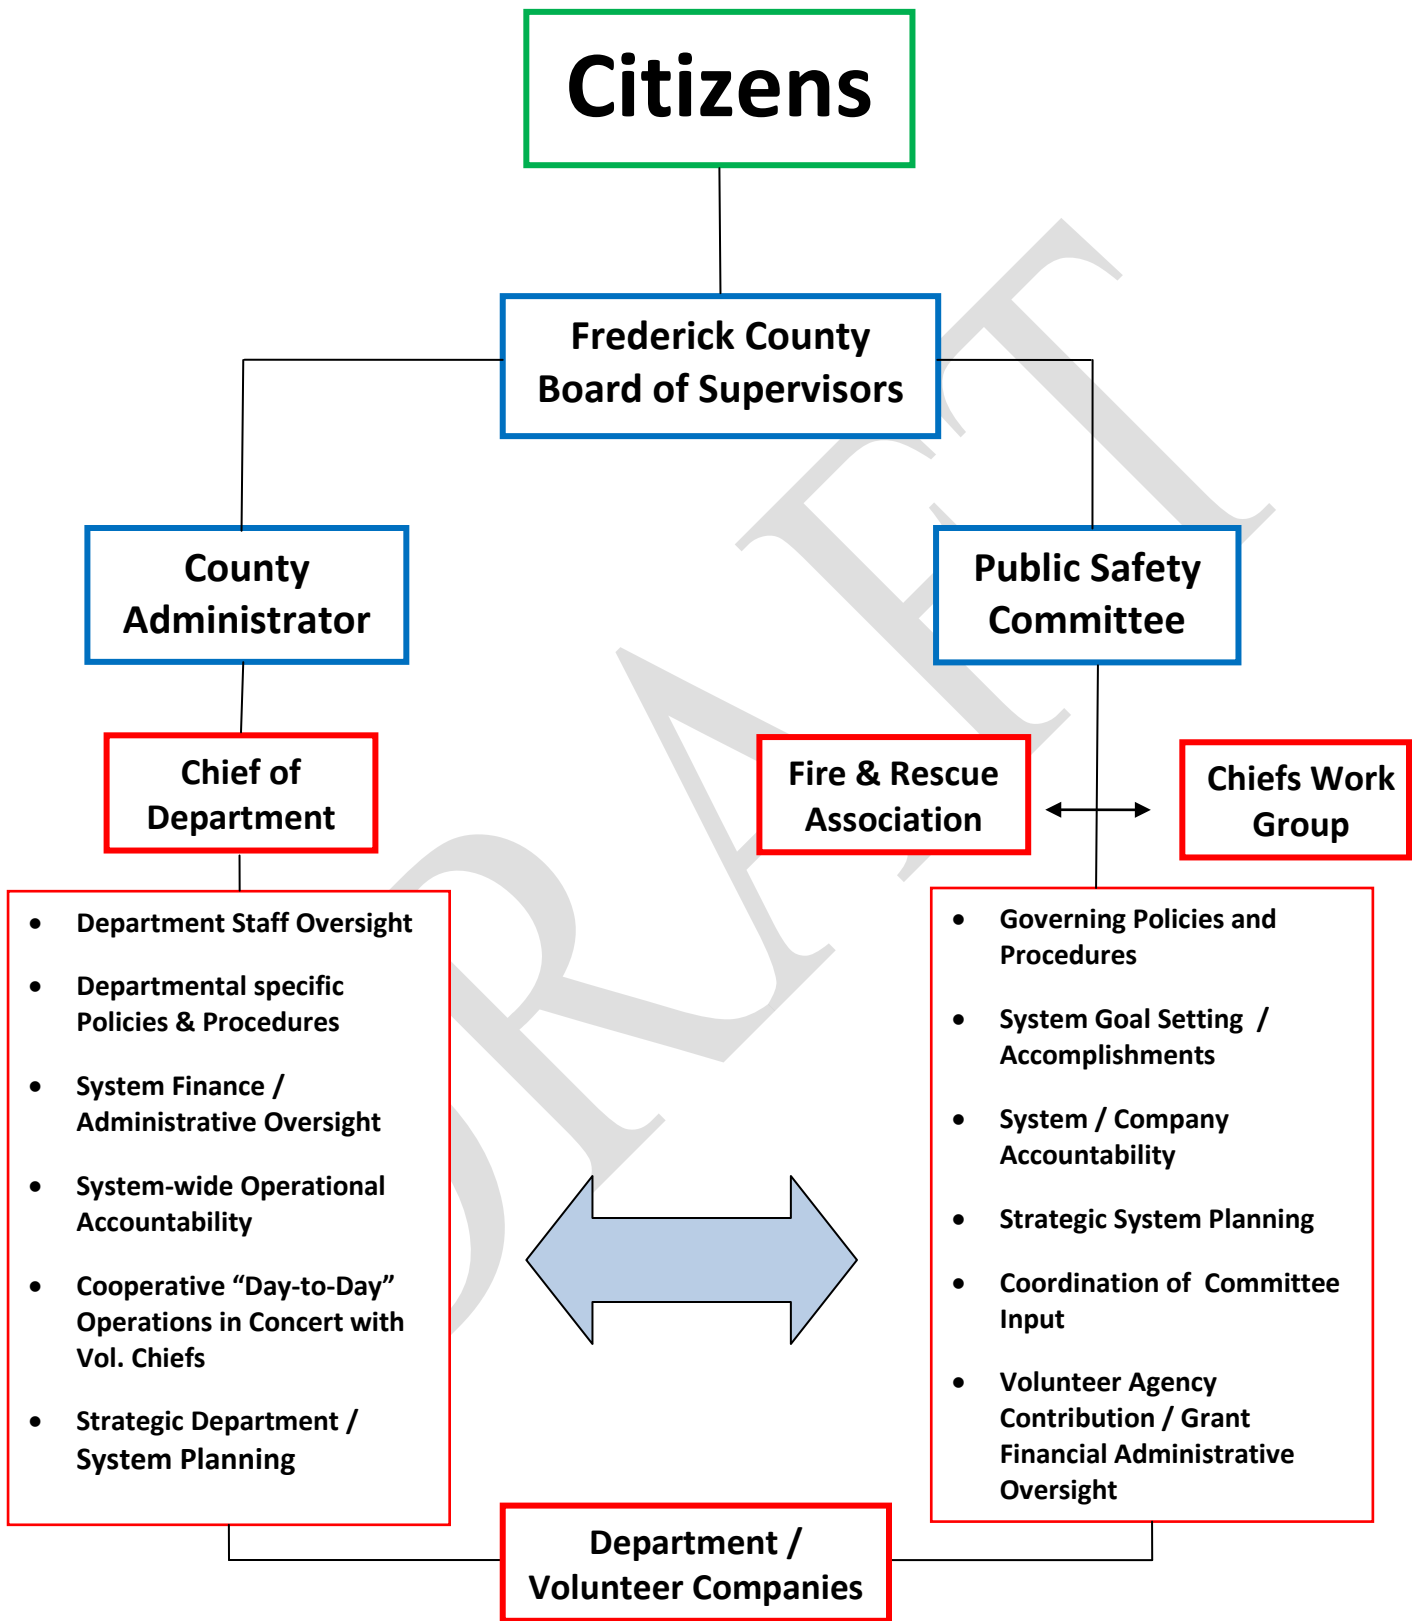 Citizens
Frederick County
Board of Supervisors
County
Administrator
Public Safety
Committee
Chief of
Department
Fire & Rescue
Association
Chiefs Work
Group
• Department Staff Oversight
• Departmental specific
Policies & Procedures
• System Finance /
Administrative Oversight
• System-wide Operational
Accountability
• Cooperative “Day-to-Day”
Operations in Concert with
Vol. Chiefs
• Strategic Department /
System Planning
• Governing Policies and
Procedures
• System Goal Setting /
Accomplishments
• System / Company
Accountability
• Strategic System Planning
• Coordination of Committee
Input
• Volunteer Agency
Contribution / Grant
Financial Administrative
Oversight
Department /
Volunteer Companies
DRAFT